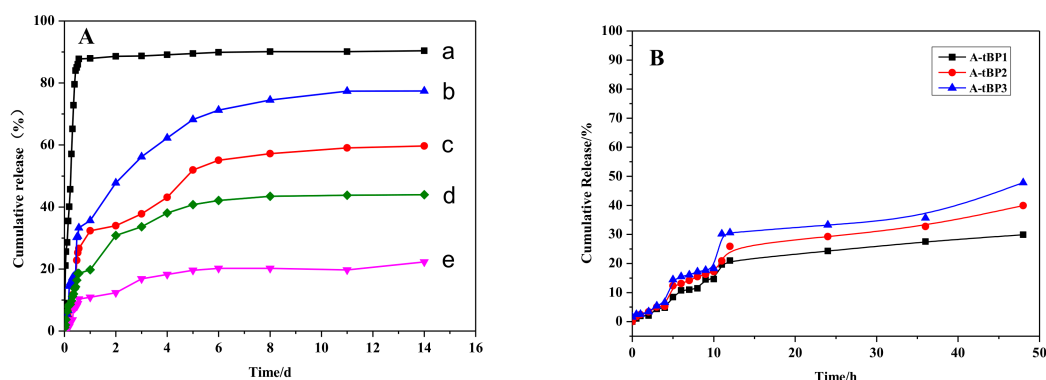 A
a
b
c
d
e
Cumulative release (%)
100
80
60
40
20
0
0 2 4 6 8 10 12 14 16
Time/d
B
A-tBP1
A-tBP2
A-tBP3
Cumulative Release/%
100
90
80
70
60
50
40
30
20
10
0
0 10 20 30 40 50
Time/h